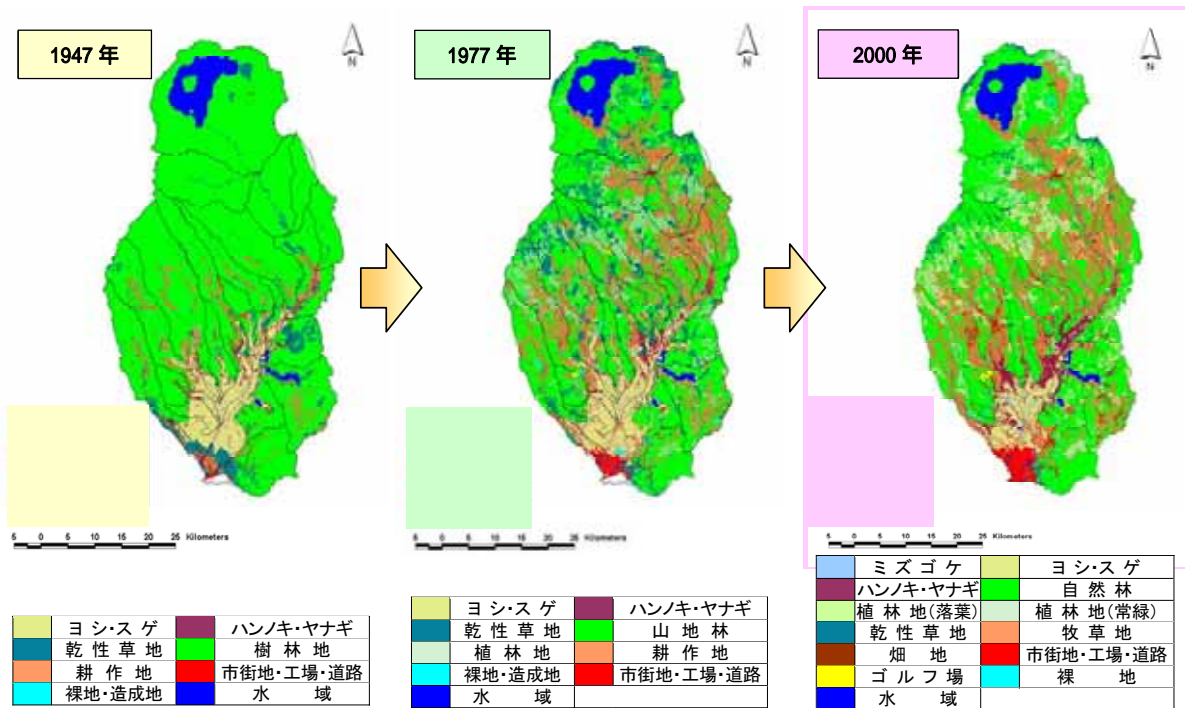 1947 年
N
5 0 5 10 15 20 25 Kilometers
ヨシ・スゲ ハンノキ・ヤナギ
乾性草地 樹林地
耕作地 市街地・工場・道路
裸地・造成地 水域
1977 年
N
5 0 5 10 15 20 25 Kilometers
ヨシ・スゲ ハンノキ・ヤナギ
乾性草地 山地林
植林地 耕作地
裸地・造成地 市街地・工場・道路
水域
2000 年
N
5 0 5 10 15 20 25 Kilometers
ミズゴケ ヨシ・スゲ
ハンノキ・ヤナギ 自然林
植林地(落葉) 植林地(常緑)
乾性草地 牧草地
畑地 市街地・工場・道路
ゴルフ場 裸地
水域